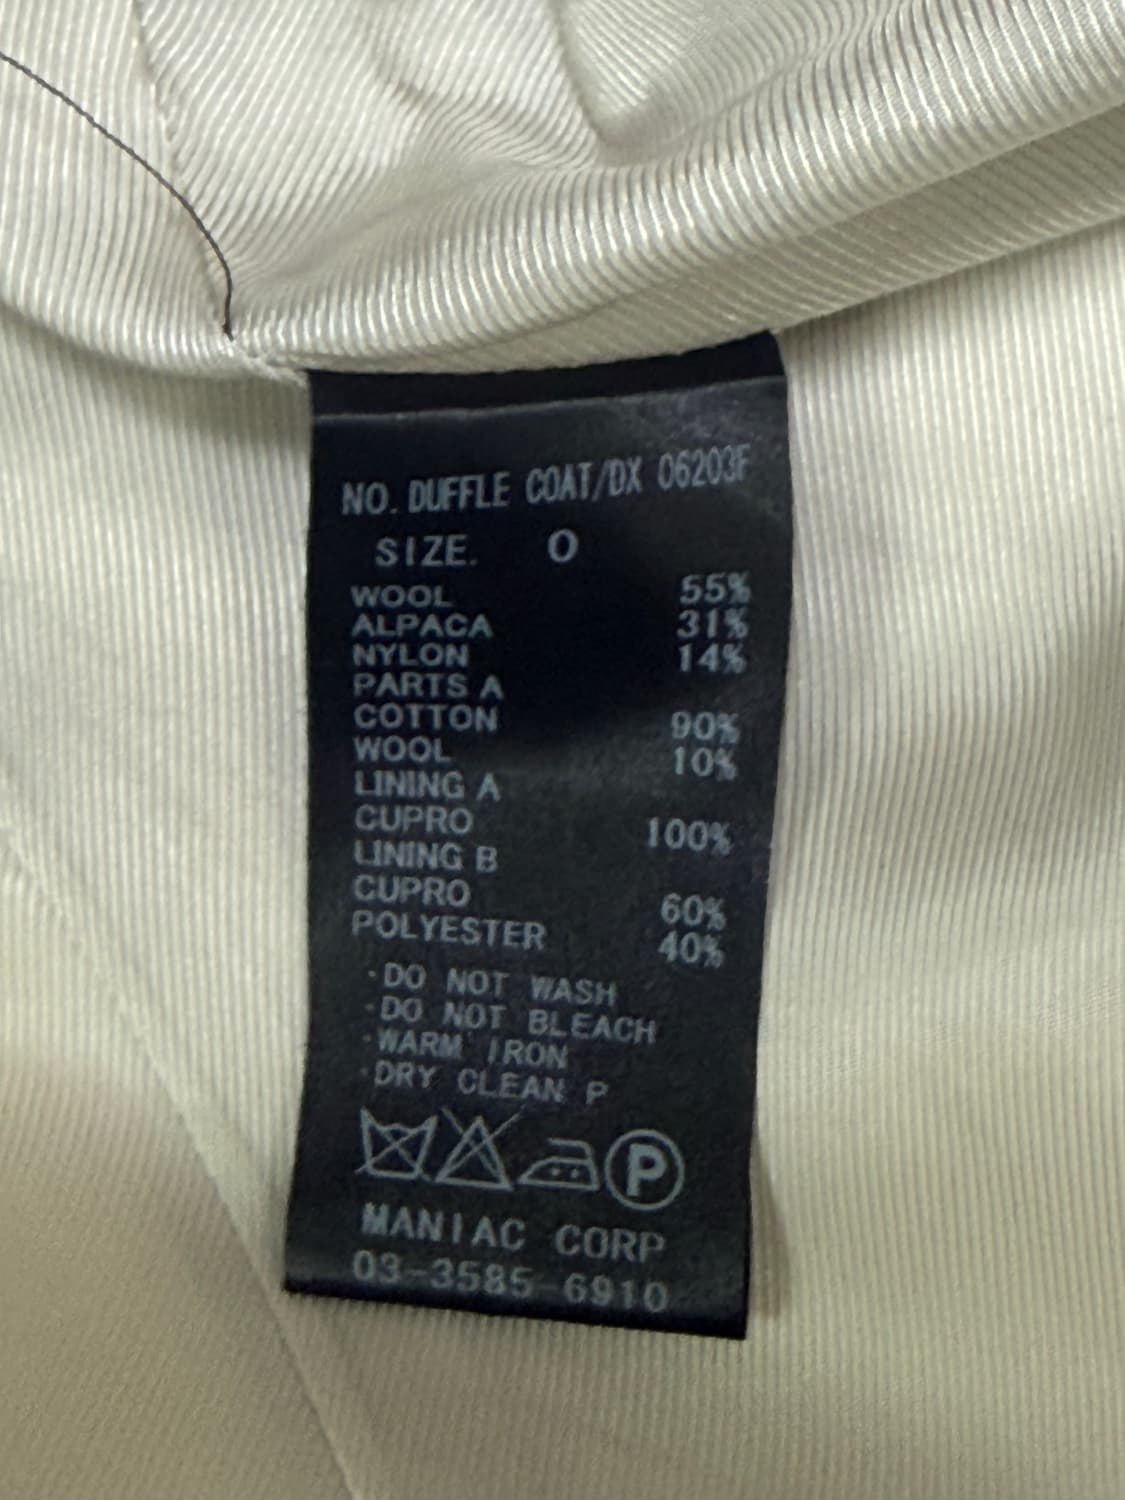 NO. DUFFLE COAT/DX 06203F
SIZE. 0
WOOL 55%
ALPACA 31%
NYLON 14%
PARTS A
COTTON 90%
WOOL 10%
LINING A
CUPRO 100%
LINING B
CUPRO 60%
POLYESTER 40%
·DO NOT WASH
·DO NOT BLEACH
·WARM IRON
·DRY CLEAN P
P
MANIAC CORP
03-3585-6910